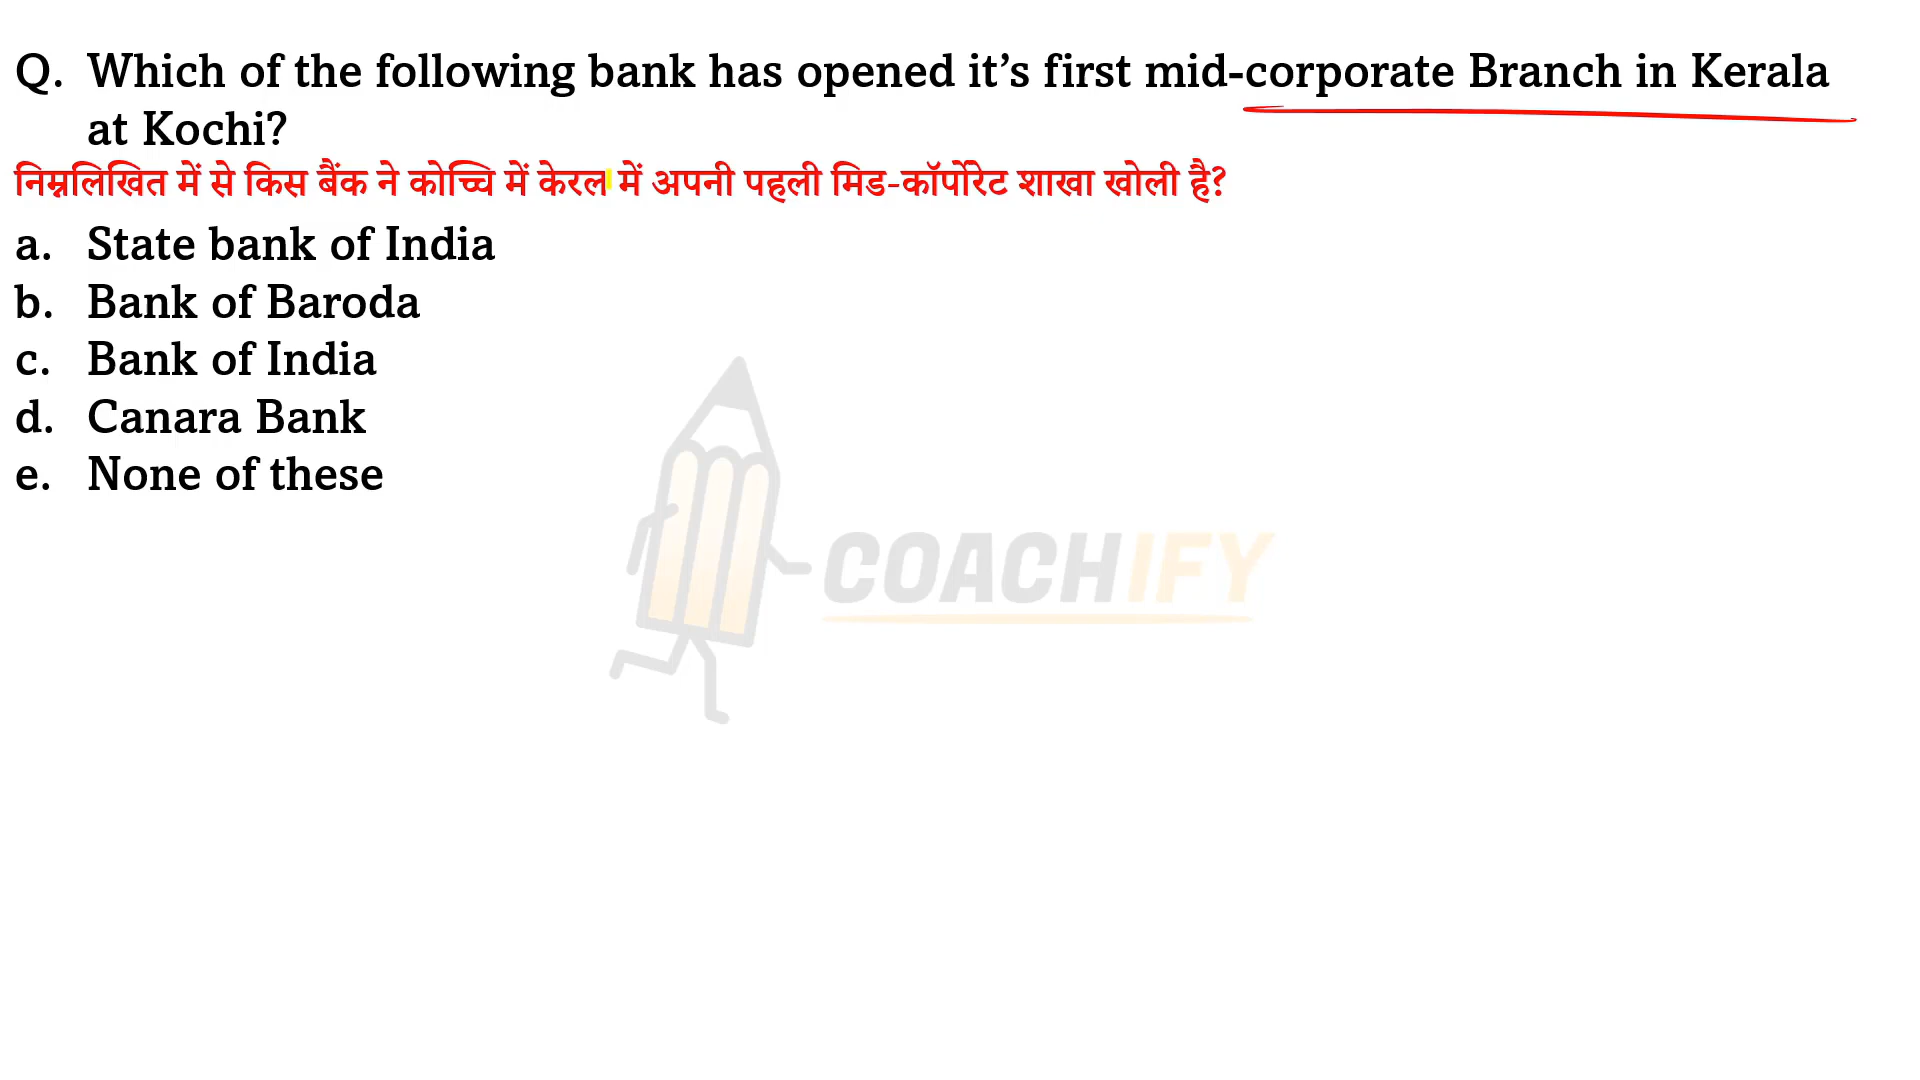 Q. Which of the following bank has opened it’s first mid-corporate Branch in Kerala
at Kochi?
निम्नलिखित में से किस बैंक ने कोच्चि में केरल में अपनी पहली मिड-कॉर्पोरेट शाखा खोली है?
a. State bank of India
b. Bank of Baroda
c. Bank of India
d. Canara Bank
e. None of these
COACHIFY